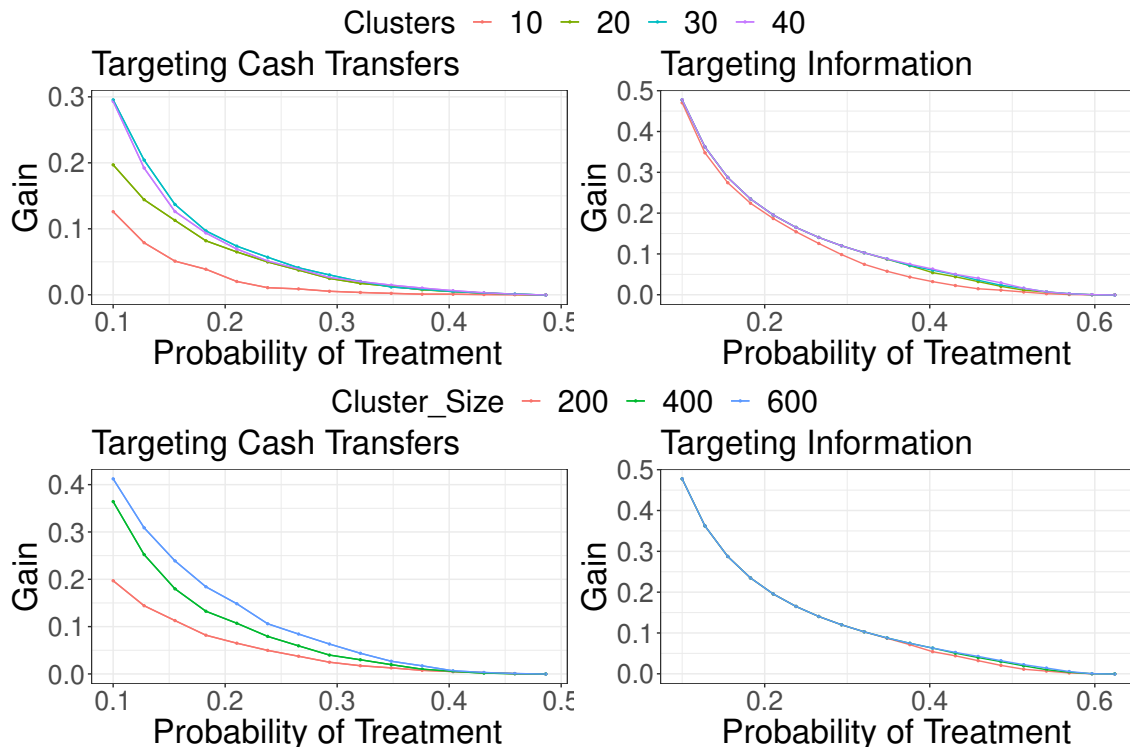 Clusters 10 20 30 40
Targeting Cash Transfers
Gain
0.3
0.2
0.1
0.0
0.1 0.2 0.3 0.4 0.5
Probability of Treatment
Targeting Information
Gain
0.5
0.4
0.3
0.2
0.1
0.0
0.2 0.4 0.6
Probability of Treatment
Cluster_Size 200 400 600
Targeting Cash Transfers
Gain
0.4
0.3
0.2
0.1
0.0
0.1 0.2 0.3 0.4 0.5
Probability of Treatment
Targeting Information
Gain
0.5
0.4
0.3
0.2
0.1
0.0
0.2 0.4 0.6
Probability of Treatment